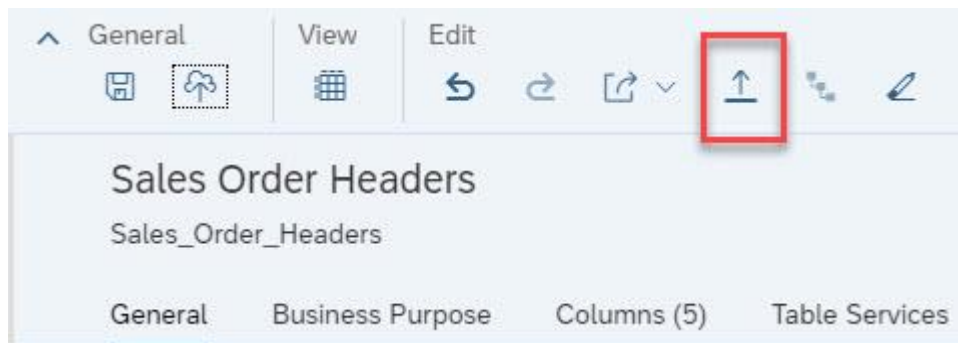 General View Edit
Sales Order Headers
Sales_Order_Headers
General Business Purpose Columns (5) Table Services